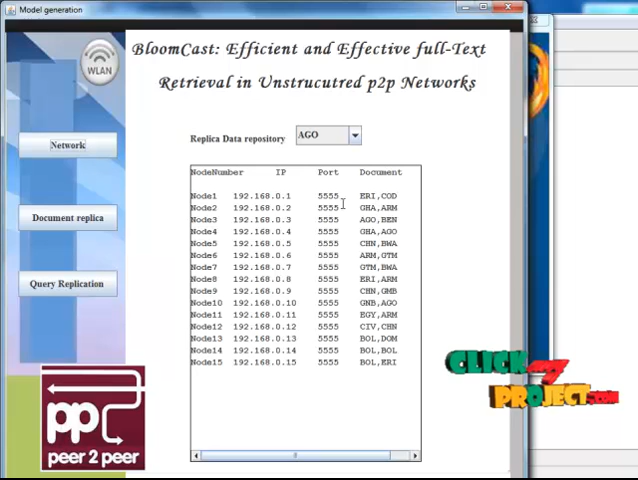 Model generation
WLAN
BloomCast: Efficient and Effective full-Text
Retrieval in Unstrucutred p2p Networks
Replica Data repository AGO
Network
Document replica
Query Replication
NodeNumber IP Port Document
Node1 192.168.0.1 5555 ERI,COD
Node2 192.168.0.2 5555 GHA,ARM
Node3 192.168.0.3 5555 AGO,BEN
Node4 192.168.0.4 5555 GHA,AGO
Node5 192.168.0.5 5555 CHN,BWA
Node6 192.168.0.6 5555 ARM,GTM
Node7 192.168.0.7 5555 GTM,BWA
Node8 192.168.0.8 5555 ERI,ARM
Node9 192.168.0.9 5555 CHN,GMB
Node10 192.168.0.10 5555 GNB,AGO
Node11 192.168.0.11 5555 EGY,ARM
Node12 192.168.0.12 5555 CIV,CHN
Node13 192.168.0.13 5555 BOL,DOM
Node14 192.168.0.14 5555 BOL,BOL
Node15 192.168.0.15 5555 BOL,ERI
CLICK my
PROJECT.com
ppc
peer 2 peer